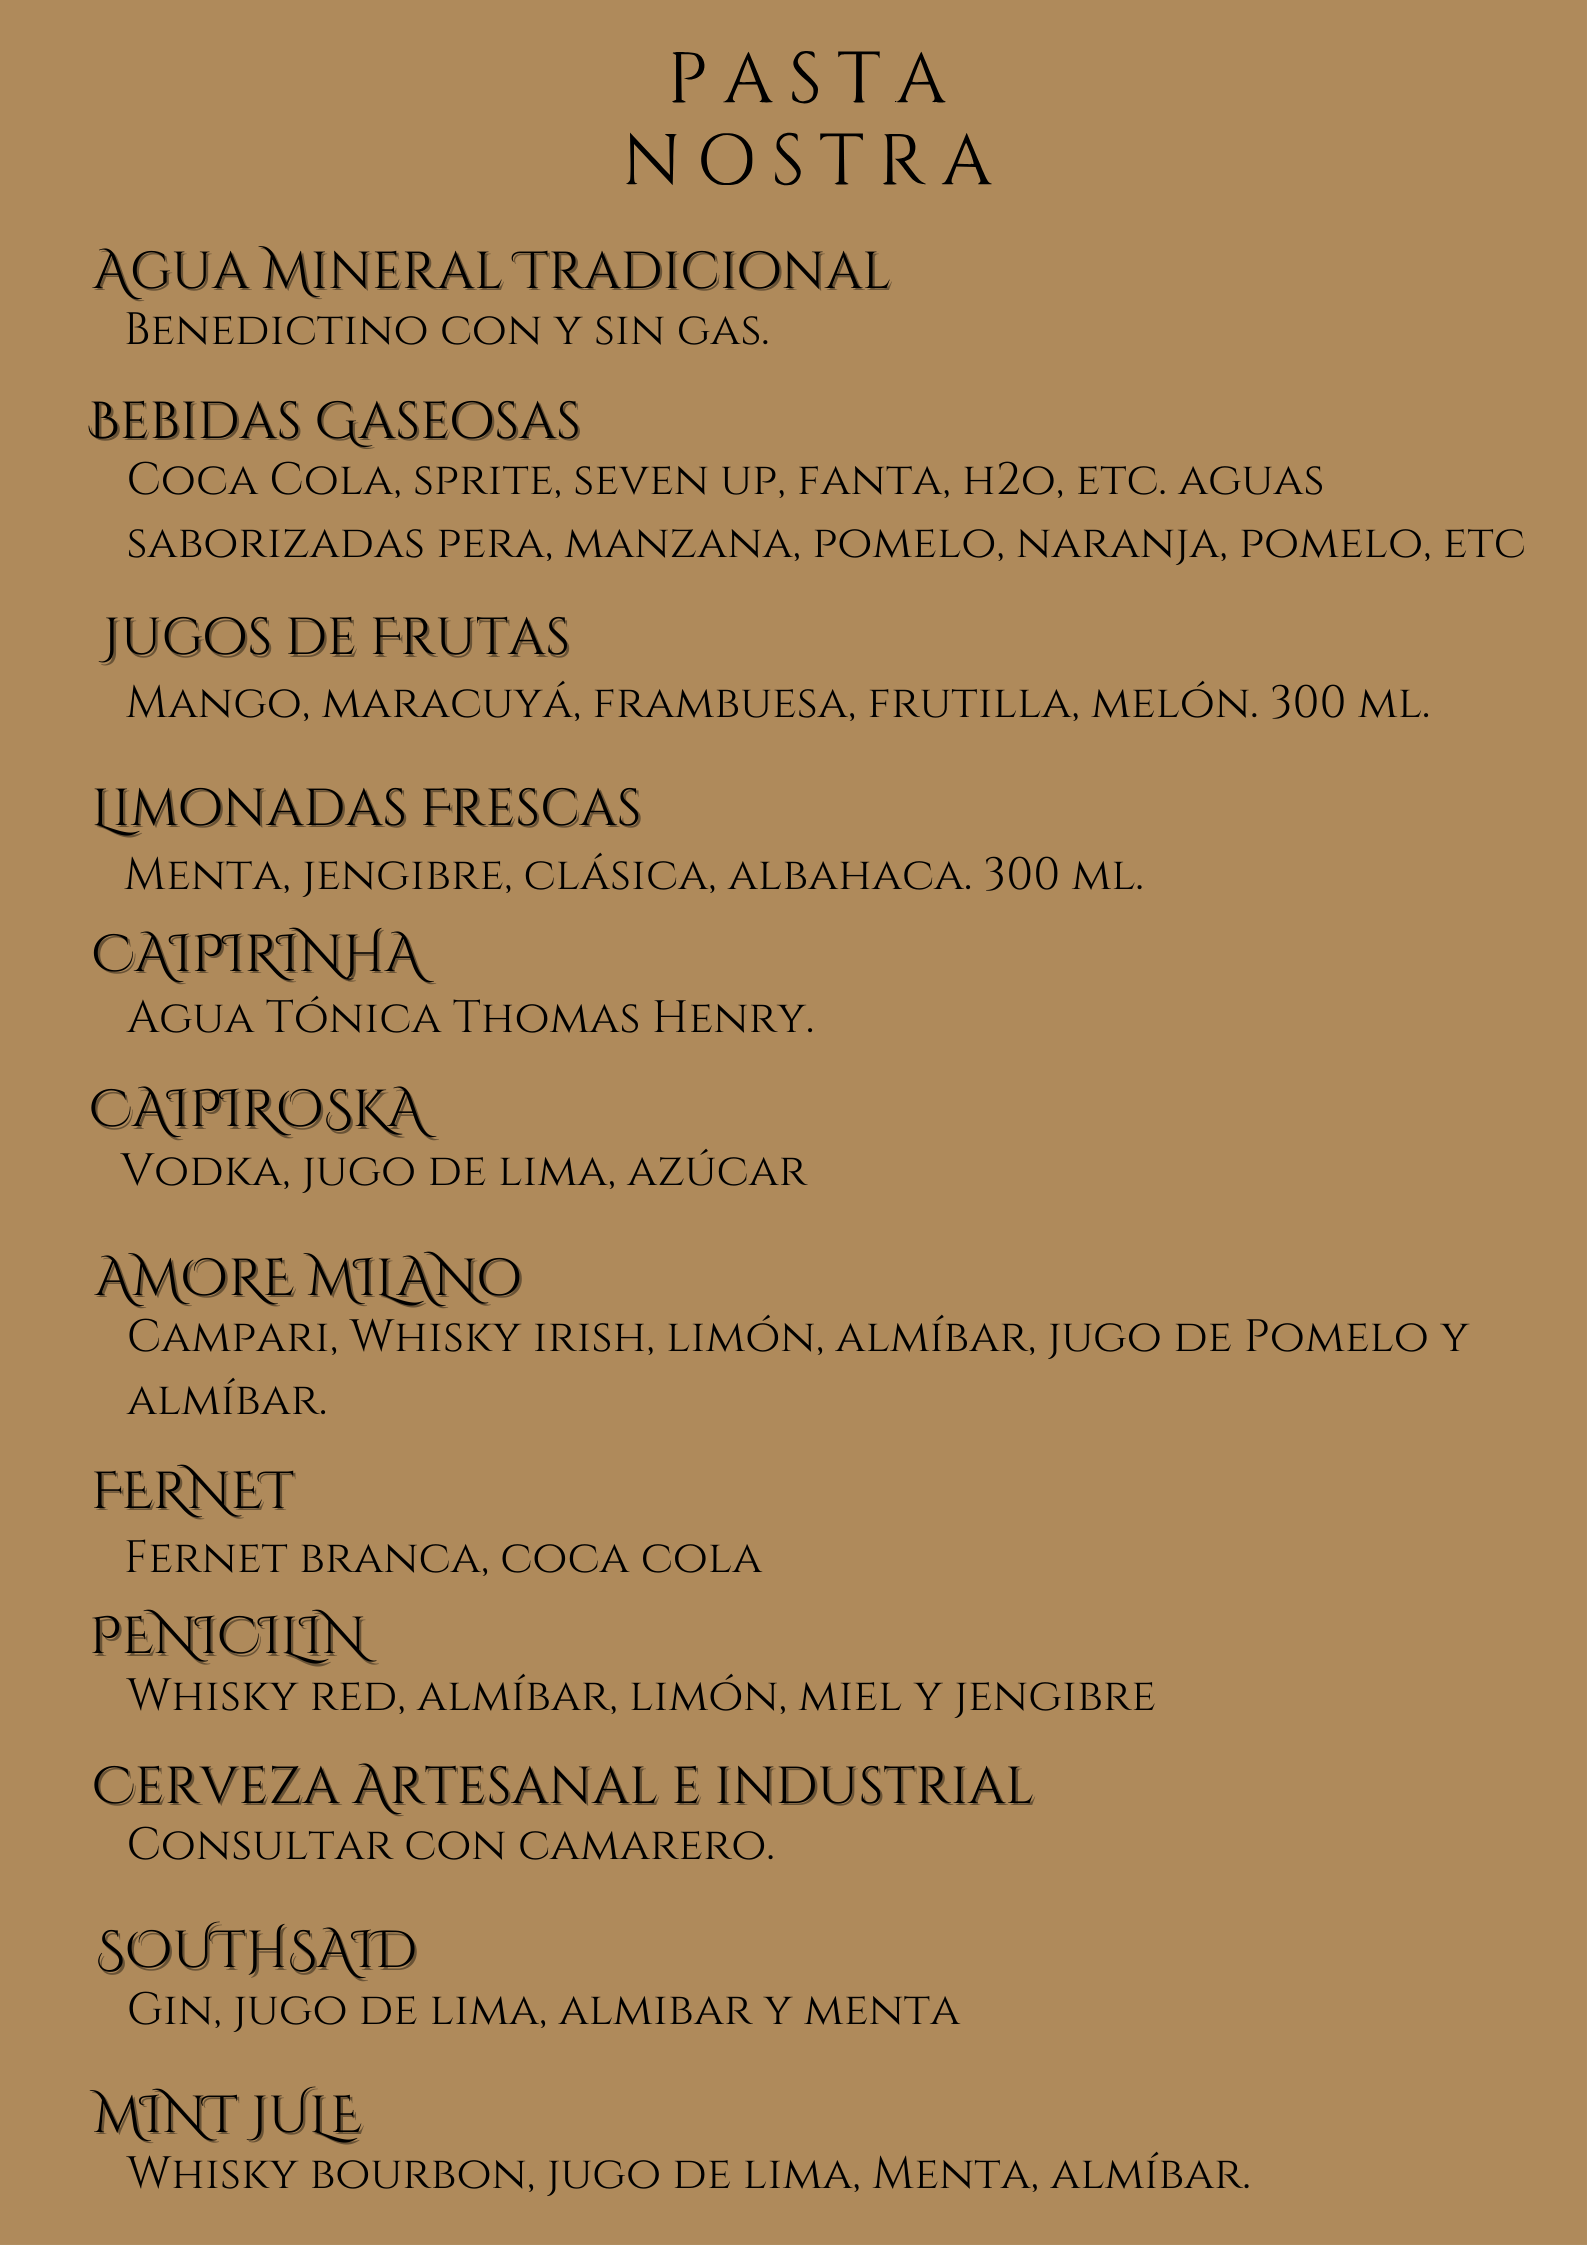 PASTA
NOSTRA
Agua Mineral Tradicional
Benedictino con y sin gas.
Bebidas Gaseosas
Coca Cola, sprite, seven up, fanta, h2o, etc. aguas
saborizadas pera, manzana, pomelo, naranja, pomelo, etc
Jugos de Frutas
Mango, maracuyá, frambuesa, frutilla, melón. 300 ml.
Limonadas Frescas
Menta, jengibre, clásica, albahaca. 300 ml.
CAIPIRINHA
Agua Tónica Thomas Henry.
CAIPIROSKA
Vodka, jugo de lima, azúcar
AMORE MILANO
Campari, Whisky irish, limón, almíbar, jugo de Pomelo y
almíbar.
FERNET
Fernet branca, coca cola
PENICILIN
Whisky red, almíbar, limón, miel y jengibre
Cerveza Artesanal e industrial
Consultar con camarero.
SOUTHSAID
Gin, jugo de lima, almibar y menta
MINT JULE
Whisky bourbon, jugo de lima, Menta, almíbar.